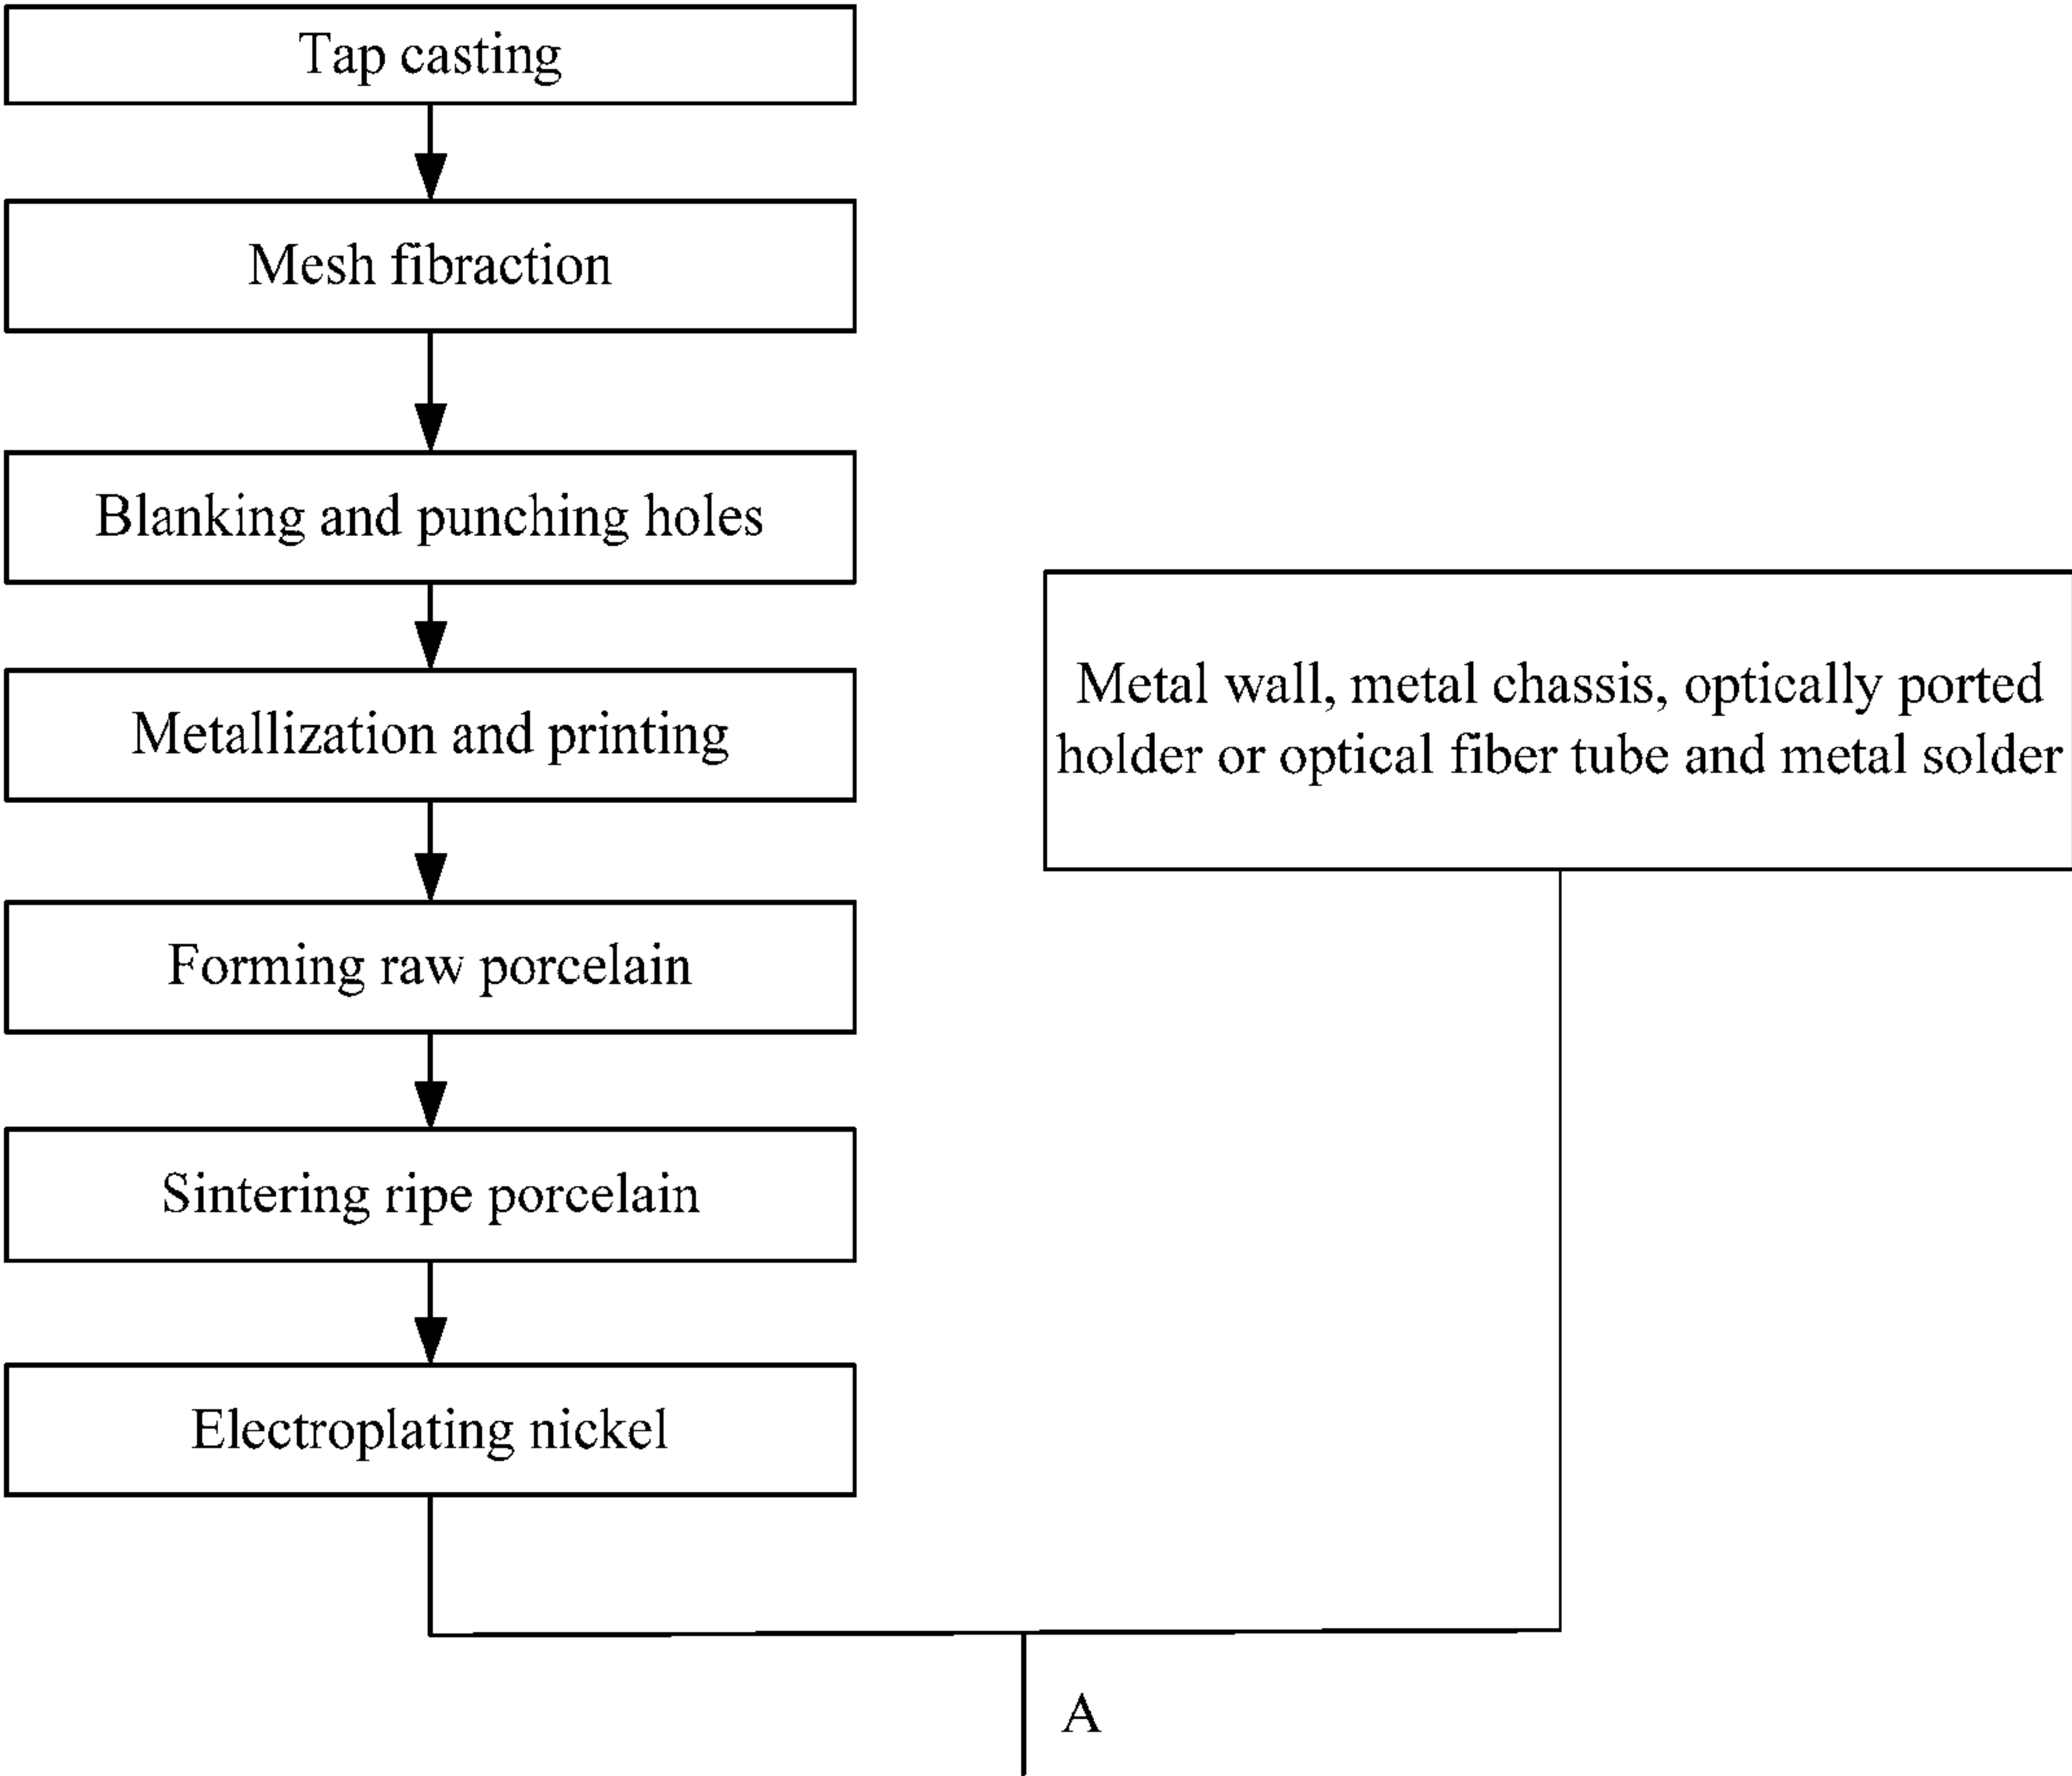 Tap casting
Mesh fibraction
Blanking and punching holes
Metallization and printing
Metal wall, metal chassis, optically ported
holder or optical fiber tube and metal solder
Forming raw porcelain
Sintering ripe porcelain
Electroplating nickel
A